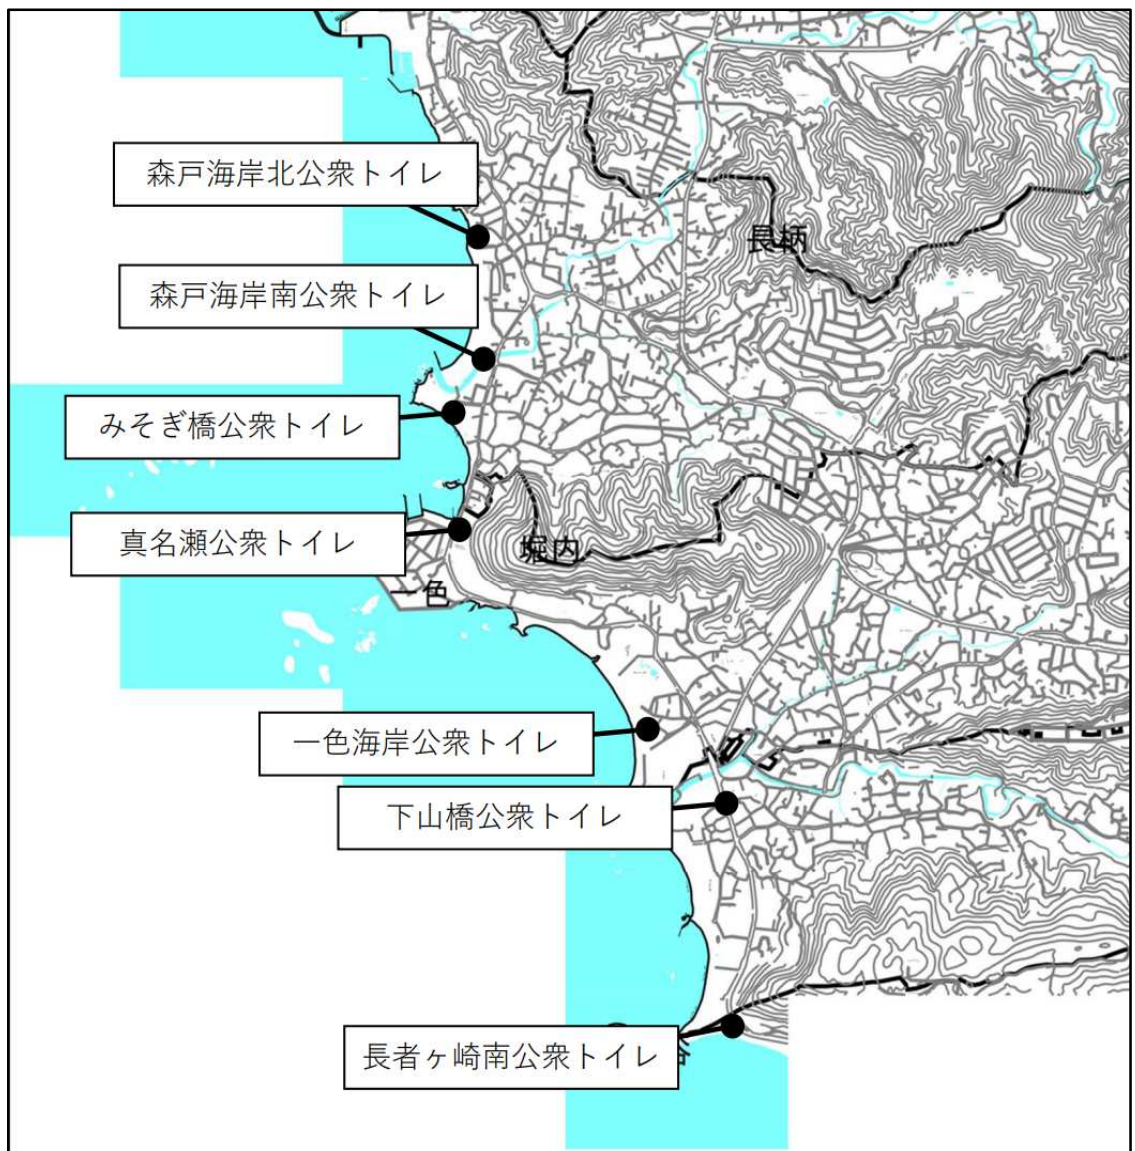 森戸海岸北公衆トイレ
長柄
森戸海岸南公衆トイレ
みそぎ橋公衆トイレ
真名瀬公衆トイレ
堀内
一色
一色海岸公衆トイレ
下山橋公衆トイレ
長者ヶ崎南公衆トイレ